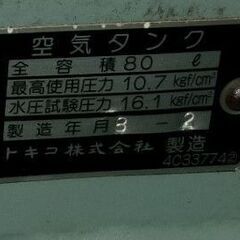 空気タンク
全容積 80 ℓ
最高使用圧力 10.7 kgf/cm²
水圧試験圧力 16.1 kgf/cm²
製造年月 3 - 2
トキコ株式会社 製造